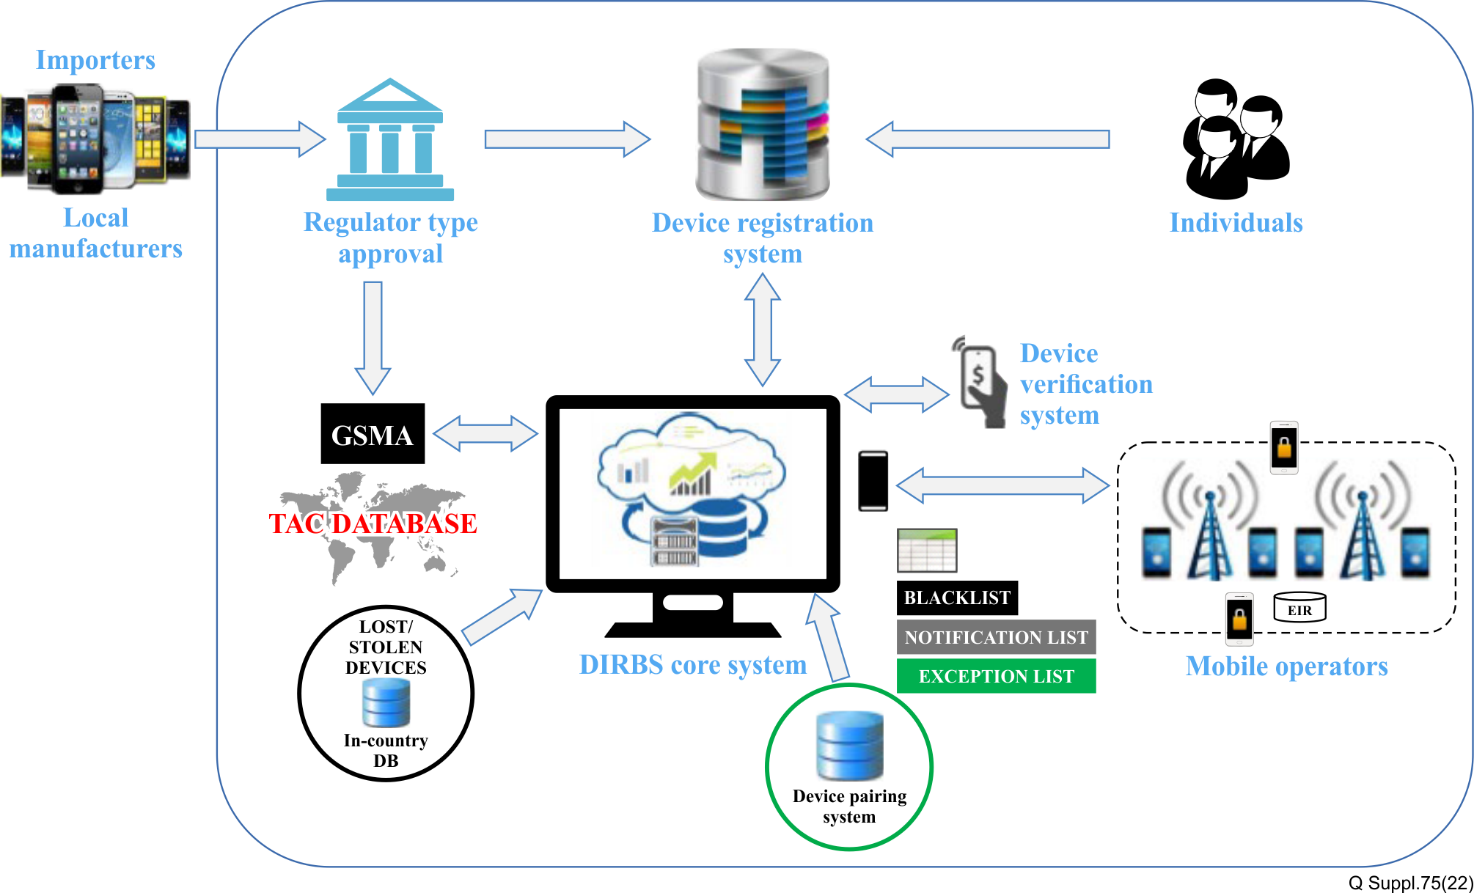 Importers
Local
manufacturers
Regulator type
approval
Device registration
system
Individuals
Device
verification
system
GSMA
TAC DATABASE
LOST/
STOLEN
DEVICES
In-country
DB
DIRBS core system
Device pairing
system
BLACKLIST
NOTIFICATION LIST
EXCEPTION LIST
EIR
Mobile operators
Q Suppl.75(22)